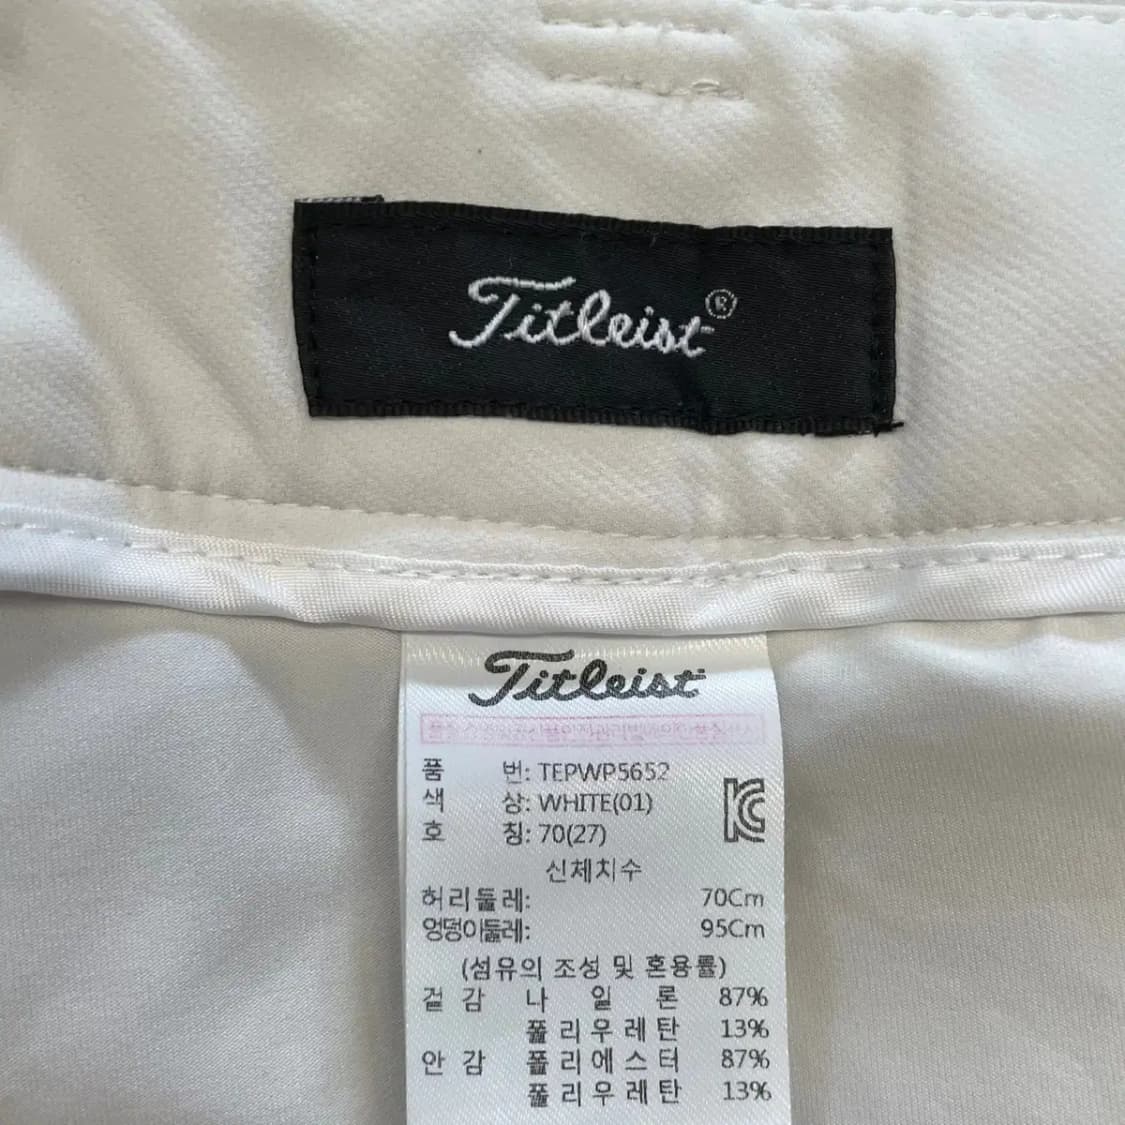 Titleist®
Titleist
품 번: TEPWP5652
색 상: WHITE(01)
호 칭: 70(27)
신체치수
허리둘레: 70Cm
엉덩이둘레: 95Cm
(섬유의 조성 및 혼용률)
겉감 나일론 87%
폴리우레탄 13%
안감 폴리에스터 87%
폴리우레탄 13%